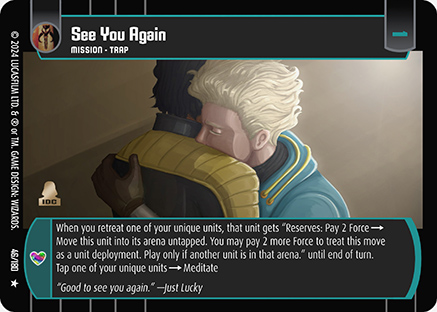 See You Again
MISSION • TRAP
IDC
When you retreat one of your unique units, that unit gets “Reserves: Pay 2 Force →
Move this unit into its arena untapped. You may pay 2 more Force to treat this move
as a unit deployment. Play only if another unit is in that arena.” until end of turn.
Tap one of your unique units → Meditate
“Good to see you again.” —Just Lucky
© 2024 LUCASFILM LTD. & ® OR TM. GAME DESIGN: WIZARDS.
46/180 ★